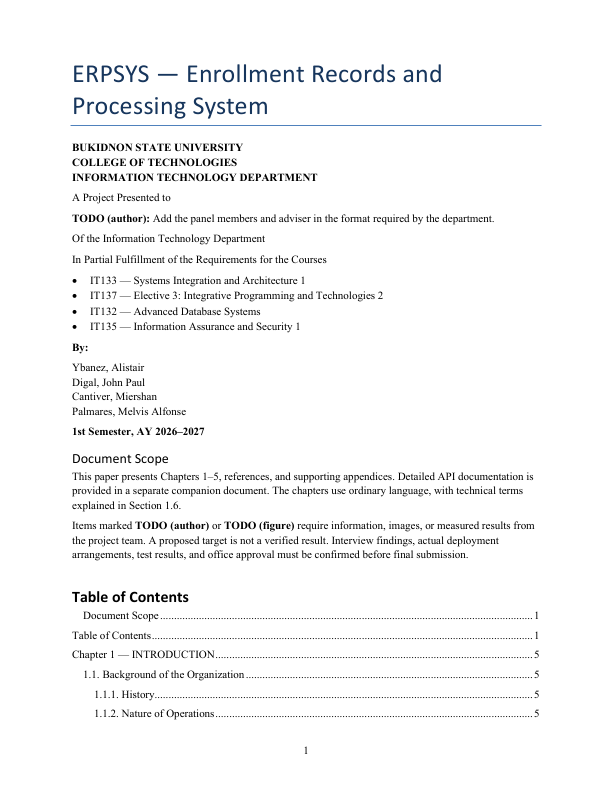 ERPSYS — Enrollment Records and
Processing System
BUKIDNON STATE UNIVERSITY
COLLEGE OF TECHNOLOGIES
INFORMATION TECHNOLOGY DEPARTMENT
A Project Presented to
TODO (author): Add the panel members and adviser in the format required by the department.
Of the Information Technology Department
In Partial Fulfillment of the Requirements for the Courses
• IT133 — Systems Integration and Architecture 1
• IT137 — Elective 3: Integrative Programming and Technologies 2
• IT132 — Advanced Database Systems
• IT135 — Information Assurance and Security 1
By:
Ybanez, Alistair
Digal, John Paul
Cantiver, Miershan
Palmares, Melvis Alfonse
1st Semester, AY 2026–2027
Document Scope
This paper presents Chapters 1–5, references, and supporting appendices. Detailed API documentation is
provided in a separate companion document. The chapters use ordinary language, with technical terms
explained in Section 1.6.
Items marked TODO (author) or TODO (figure) require information, images, or measured results from
the project team. A proposed target is not a verified result. Interview findings, actual deployment
arrangements, test results, and office approval must be confirmed before final submission.
Table of Contents
Document Scope ........ 1
Table of Contents ........ 1
Chapter 1 — INTRODUCTION ........ 5
1.1. Background of the Organization ........ 5
1.1.1. History ........ 5
1.1.2. Nature of Operations ........ 5
1